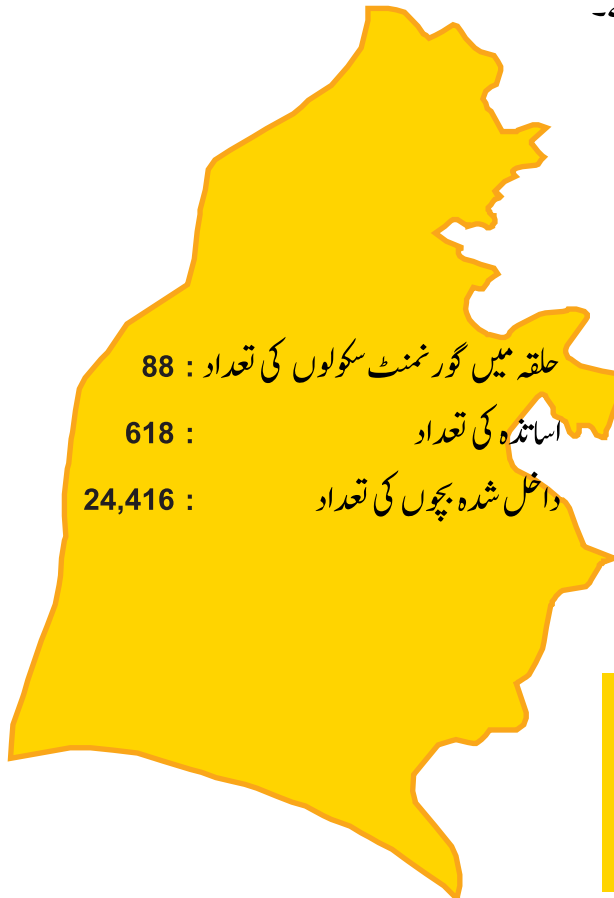 حلقہ میں گورنمنٹ سکولوں کی تعداد : 88
اساتذہ کی تعداد : 618
داخل شدہ بچوں کی تعداد : 24,416